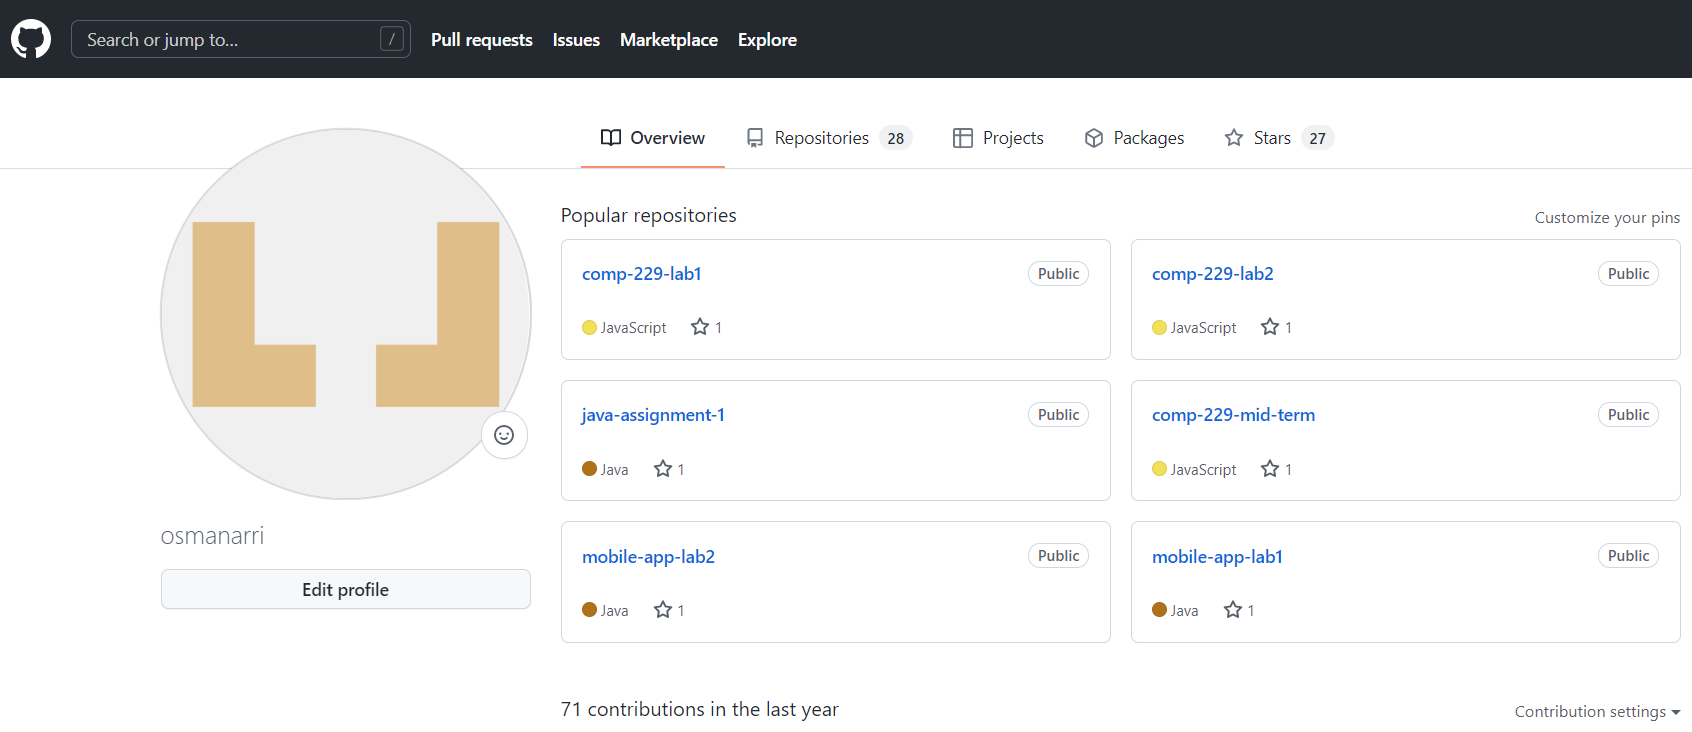 Search or jump to... / Pull requests Issues Marketplace Explore
Overview Repositories 28 Projects Packages Stars 27
Popular repositories Customize your pins
comp-229-lab1 Public
JavaScript 1
comp-229-lab2 Public
JavaScript 1
java-assignment-1 Public
Java 1
comp-229-mid-term Public
JavaScript 1
mobile-app-lab2 Public
Java 1
mobile-app-lab1 Public
Java 1
osmanarri
Edit profile
71 contributions in the last year Contribution settings